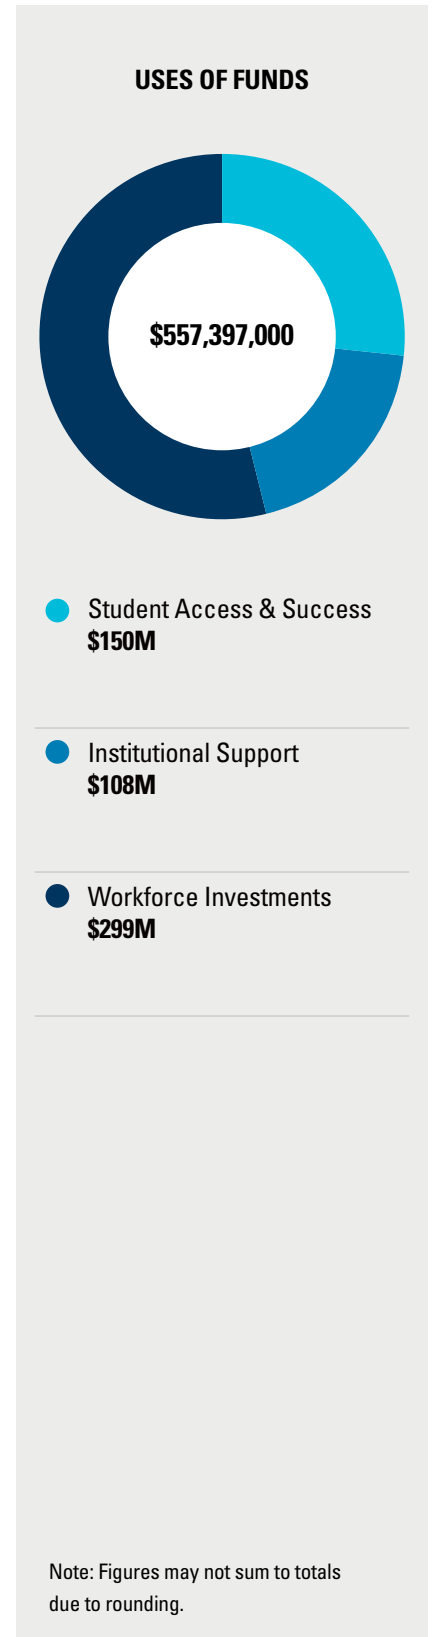 USES OF FUNDS
$557,397,000
Student Access & Success
$150M
Institutional Support
$108M
Workforce Investments
$299M
Note: Figures may not sum to totals
due to rounding.